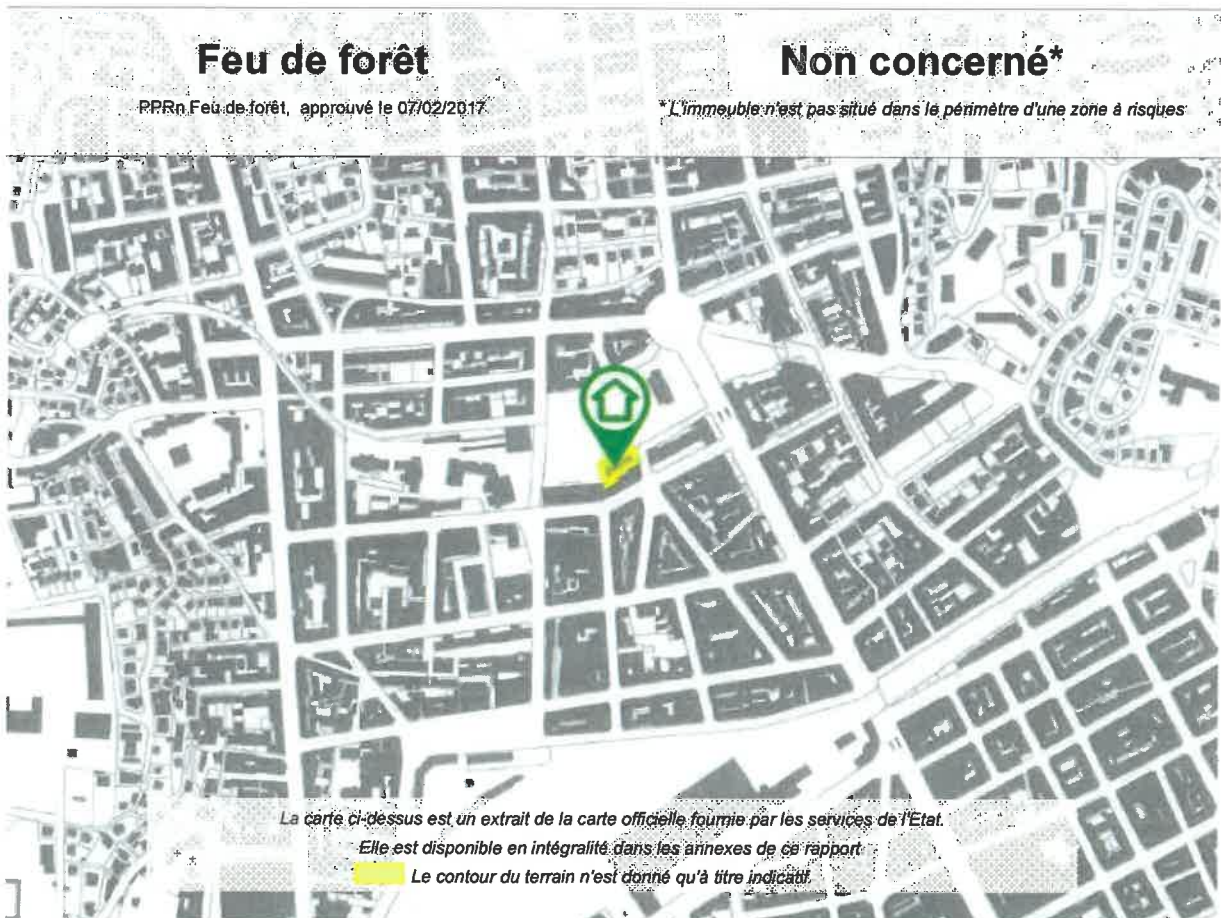 Feu de forêt
PPRn Feu de forêt, approuvé le 07/02/2017
Non concerné*
* L'immeuble n'est pas situé dans le périmètre d'une zone à risques
La carte ci-dessus est un extrait de la carte officielle fournie par les services de l'Etat.
Elle est disponible en intégralité dans les annexes de ce rapport
Le contour du terrain n'est donné qu'à titre indicatif.